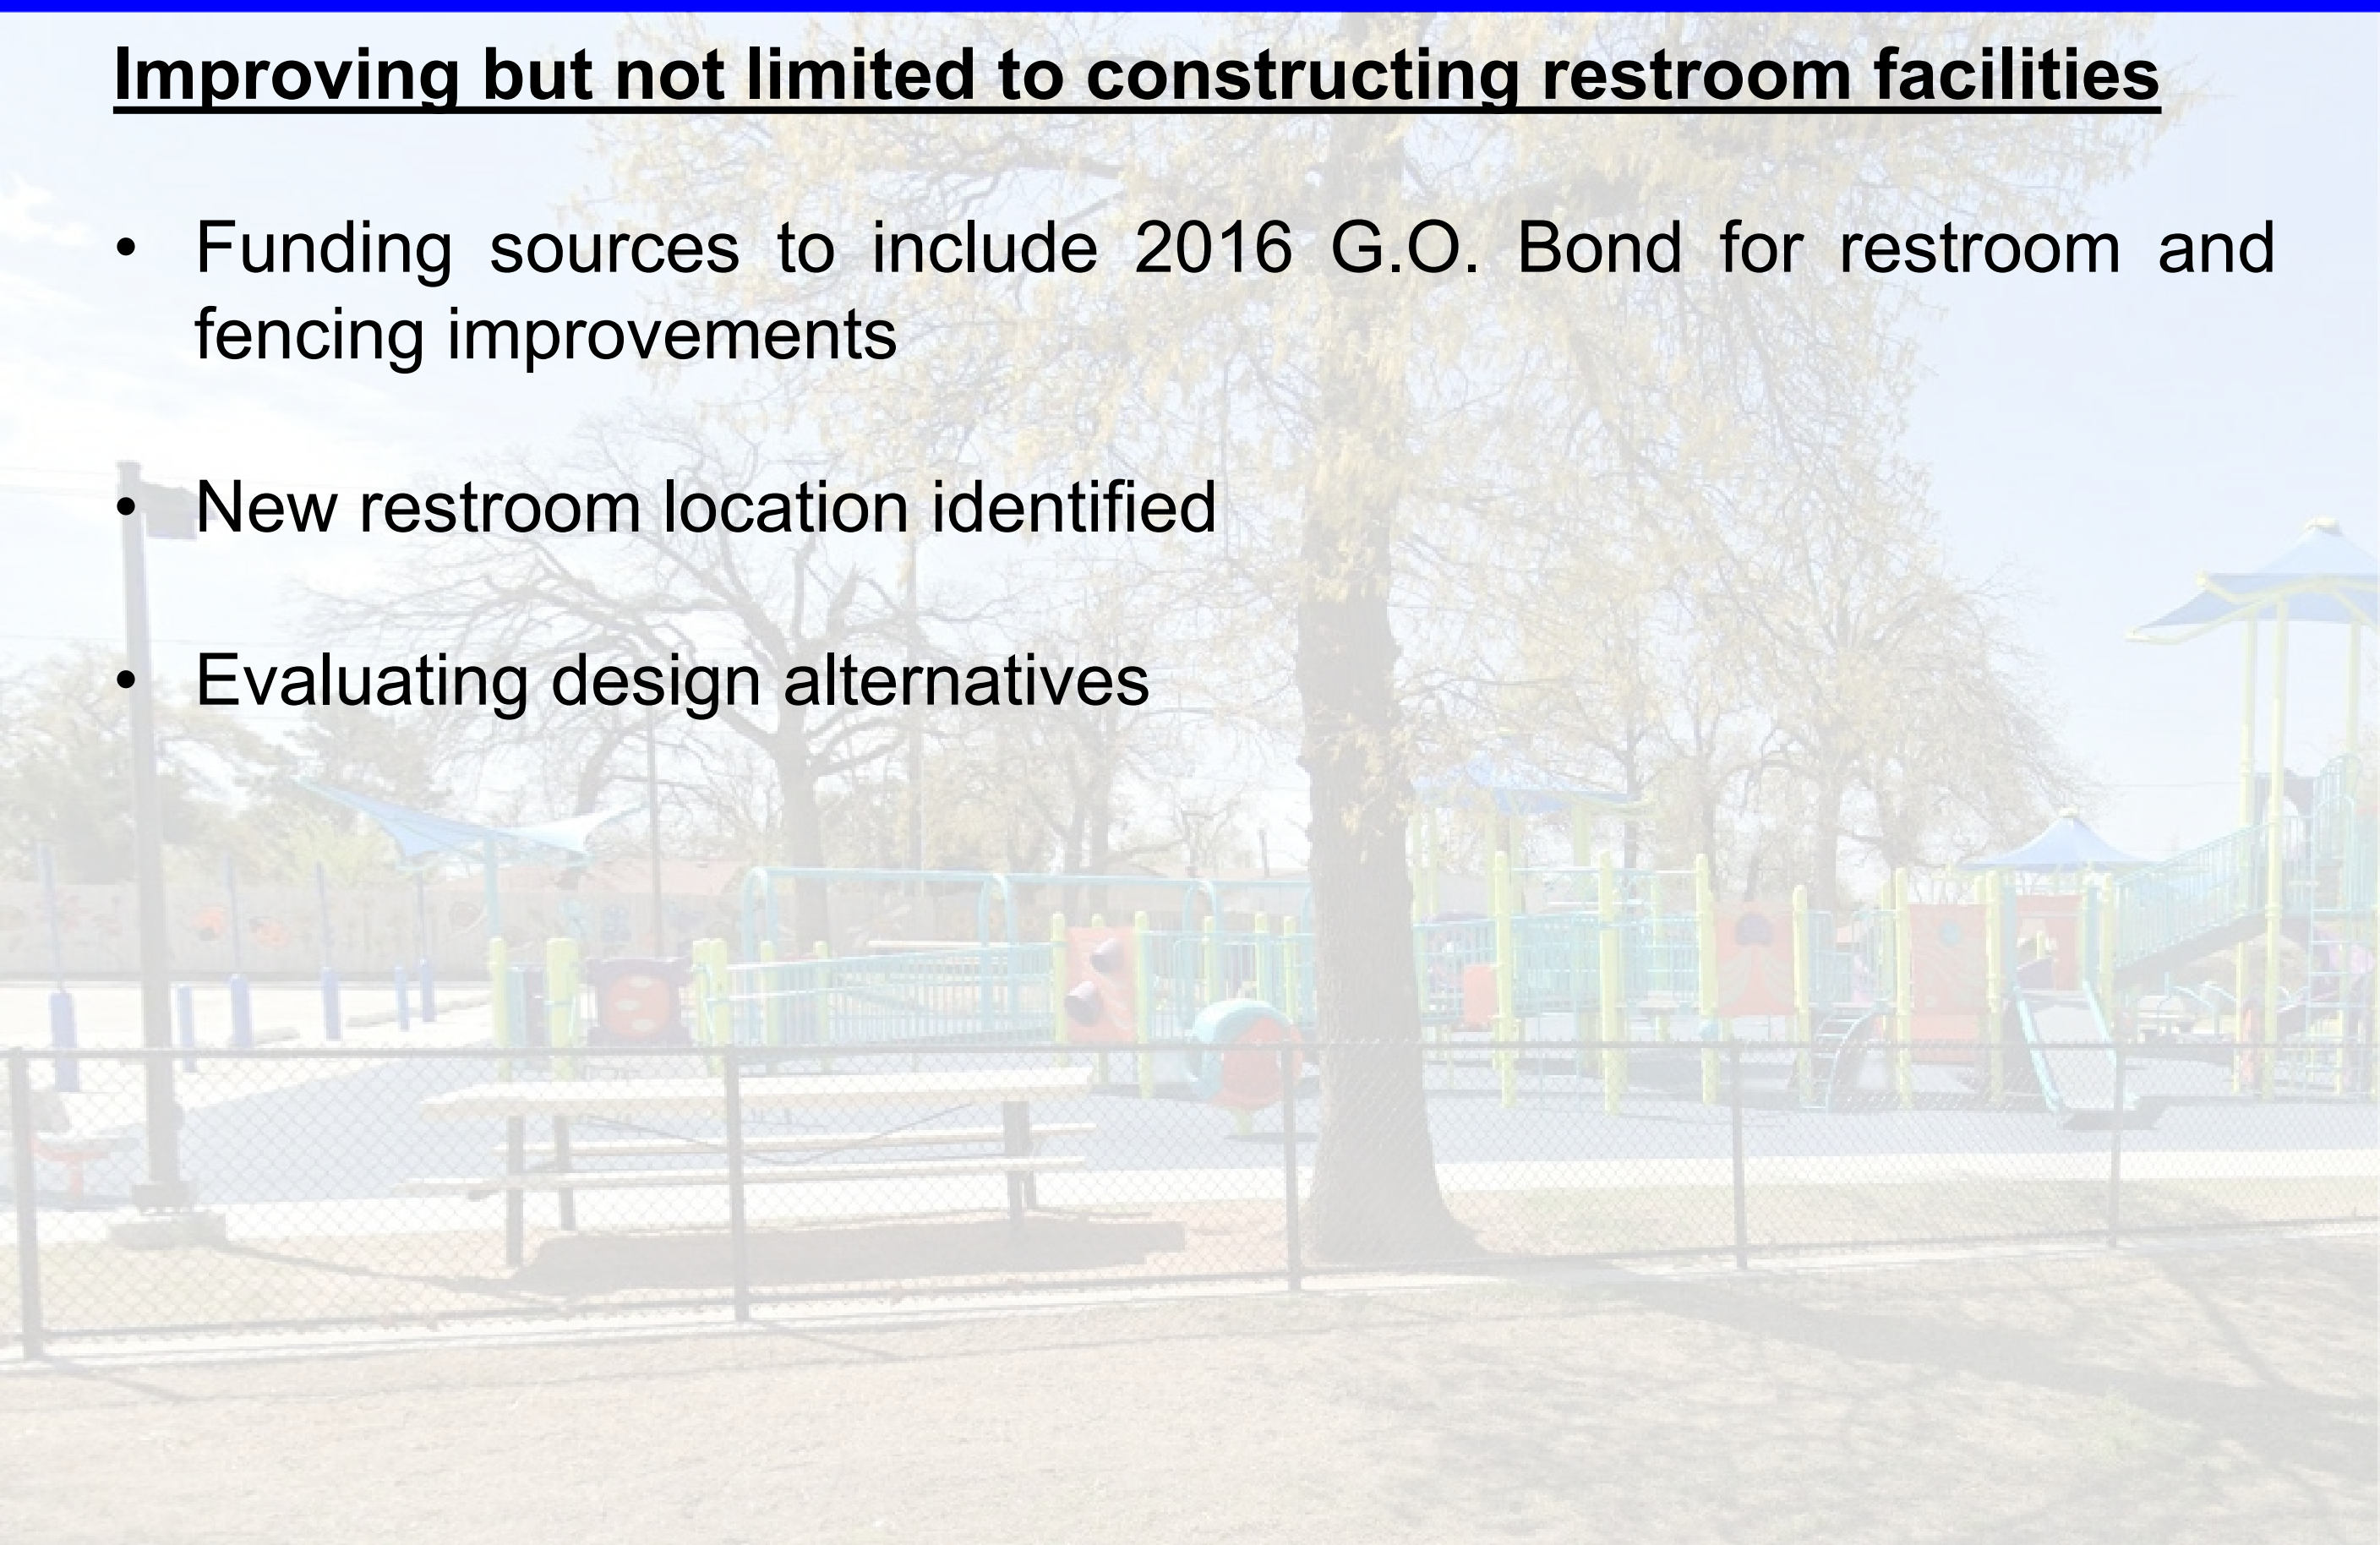 Improving but not limited to constructing restroom facilities
• Funding sources to include 2016 G.O. Bond for restroom and
fencing improvements
• New restroom location identified
• Evaluating design alternatives